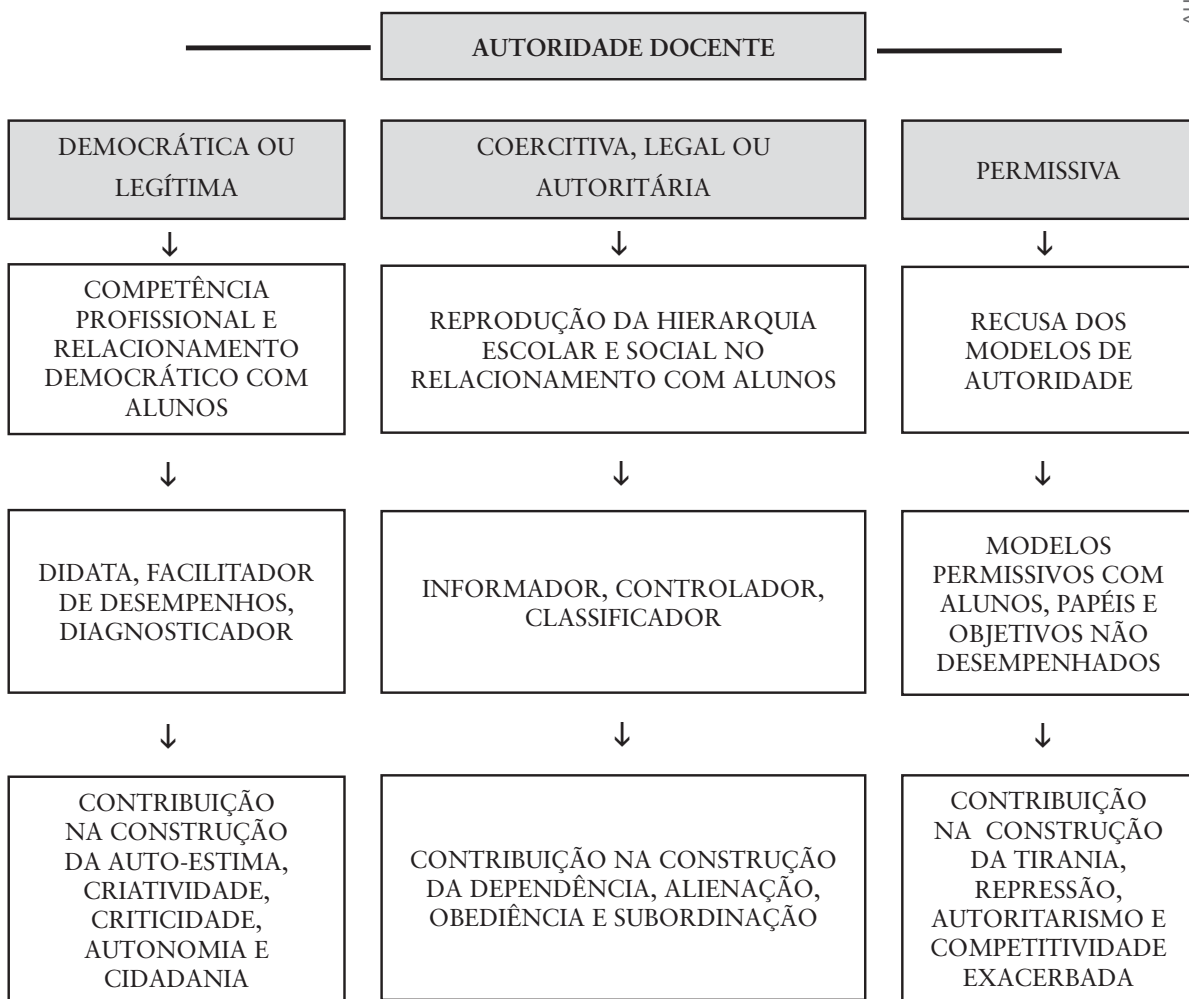 AUTORIDADE DOCENTE
DEMOCRÁTICA OU
LEGÍTIMA
COERCITIVA, LEGAL OU
AUTORITÁRIA
PERMISSIVA
↓
↓
↓
COMPETÊNCIA
PROFISSIONAL E
RELACIONAMENTO
DEMOCRÁTICO COM
ALUNOS
REPRODUÇÃO DA HIERARQUIA
ESCOLAR E SOCIAL NO
RELACIONAMENTO COM ALUNOS
RECUSA DOS
MODELOS DE
AUTORIDADE
↓
↓
↓
DIDATA, FACILITADOR
DE DESEMPENHOS,
DIAGNOSTICADOR
INFORMADOR, CONTROLADOR,
CLASSIFICADOR
MODELOS
PERMISSIVOS COM
ALUNOS, PAPÉIS E
OBJETIVOS NÃO
DESEMPENHADOS
↓
↓
↓
CONTRIBUIÇÃO
NA CONSTRUÇÃO
DA AUTO-ESTIMA,
CRIATIVIDADE,
CRITICIDADE,
AUTONOMIA E
CIDADANIA
CONTRIBUIÇÃO NA CONSTRUÇÃO
DA DEPENDÊNCIA, ALIENAÇÃO,
OBEDIÊNCIA E SUBORDINAÇÃO
CONTRIBUIÇÃO
NA CONSTRUÇÃO
DA TIRANIA,
REPRESSÃO,
AUTORITARISMO E
COMPETITIVIDADE
EXACERBADA